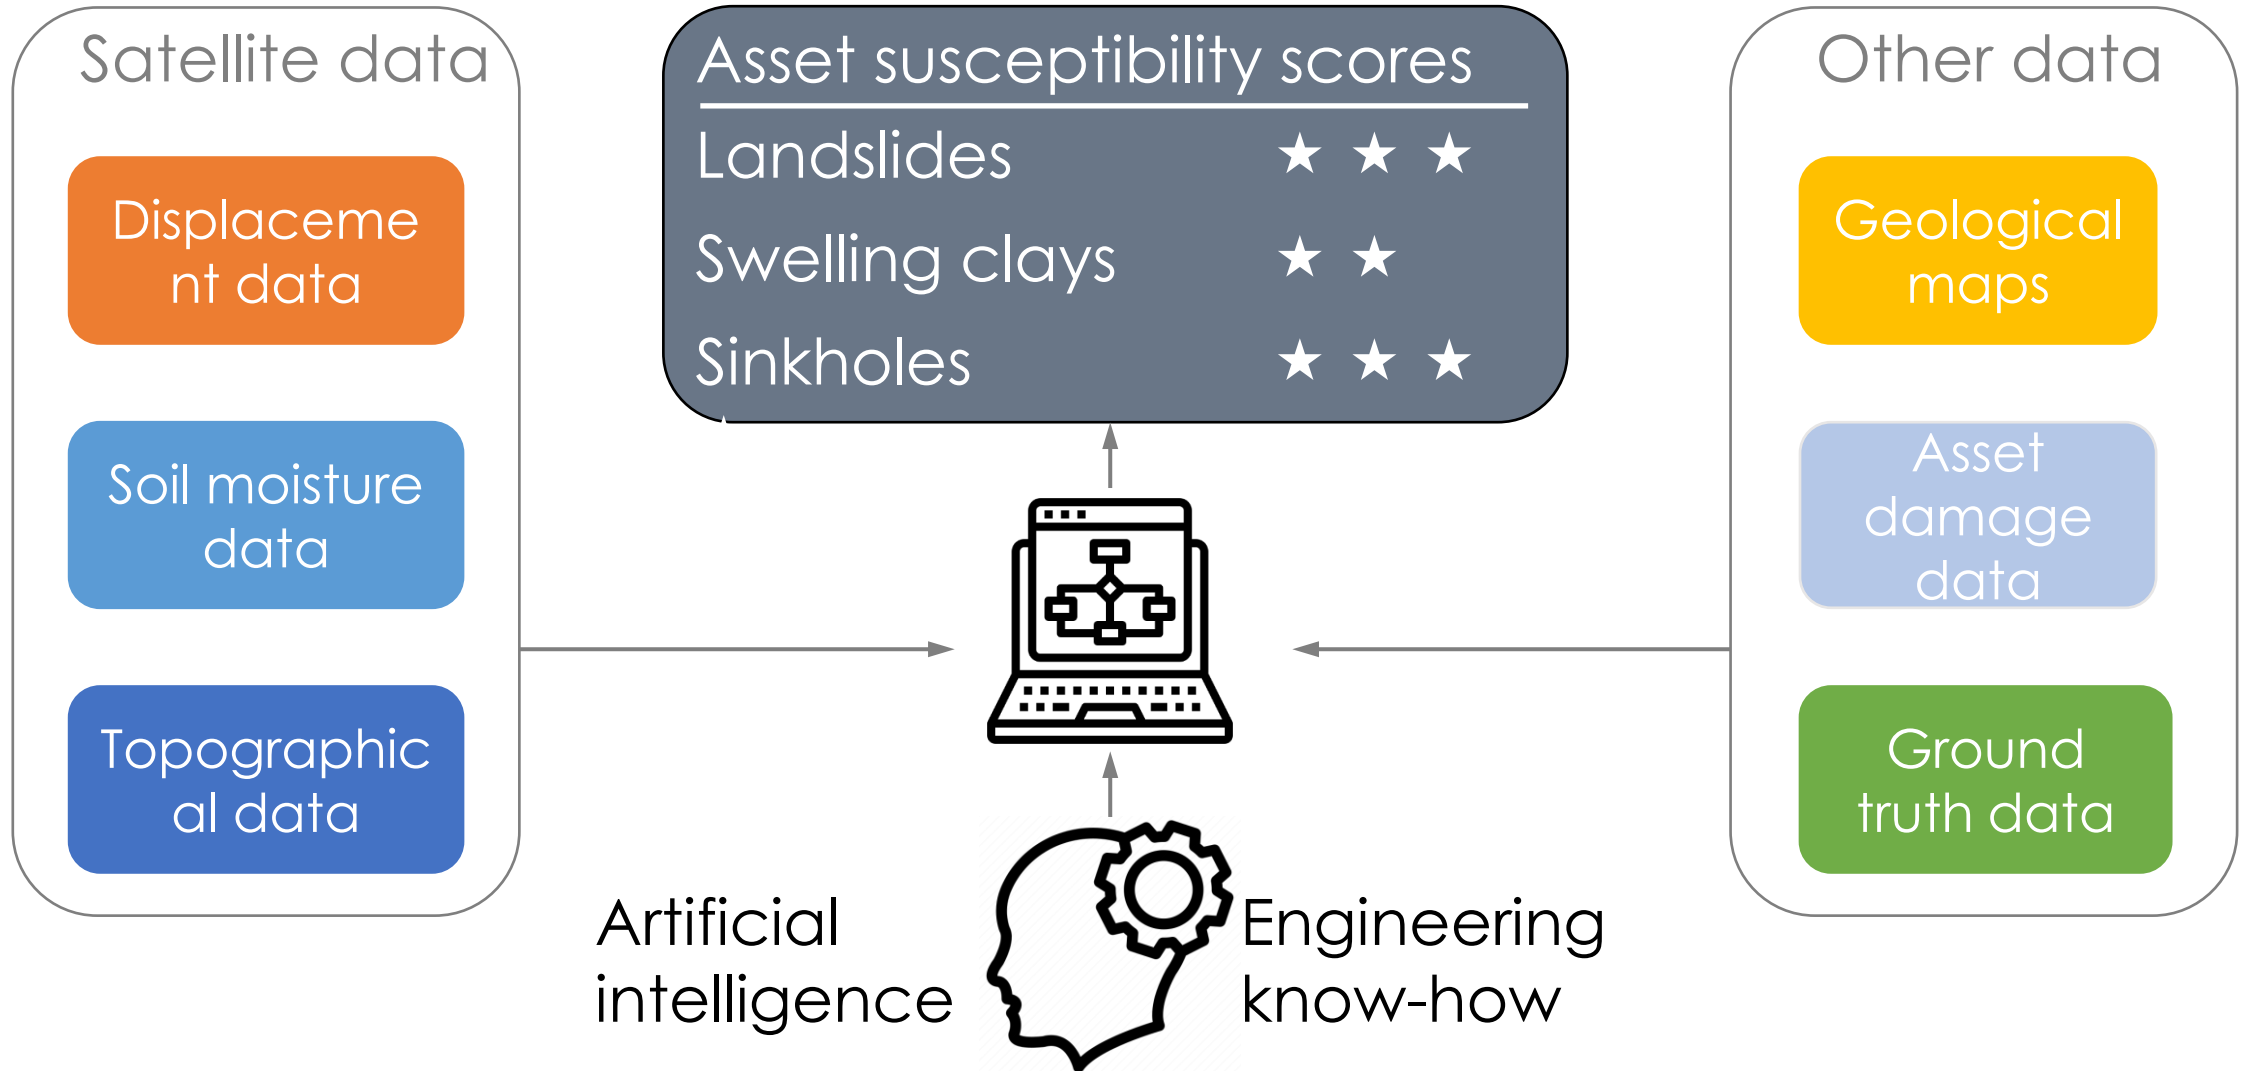 Satellite data
Displaceme
nt data
Soil moisture
data
Topographic
al data
Asset susceptibility scores
Landslides ★ ★ ★
Swelling clays ★ ★
Sinkholes ★ ★ ★
Artificial
intelligence
Engineering
know-how
Other data
Geological
maps
Asset
damage
data
Ground
truth data